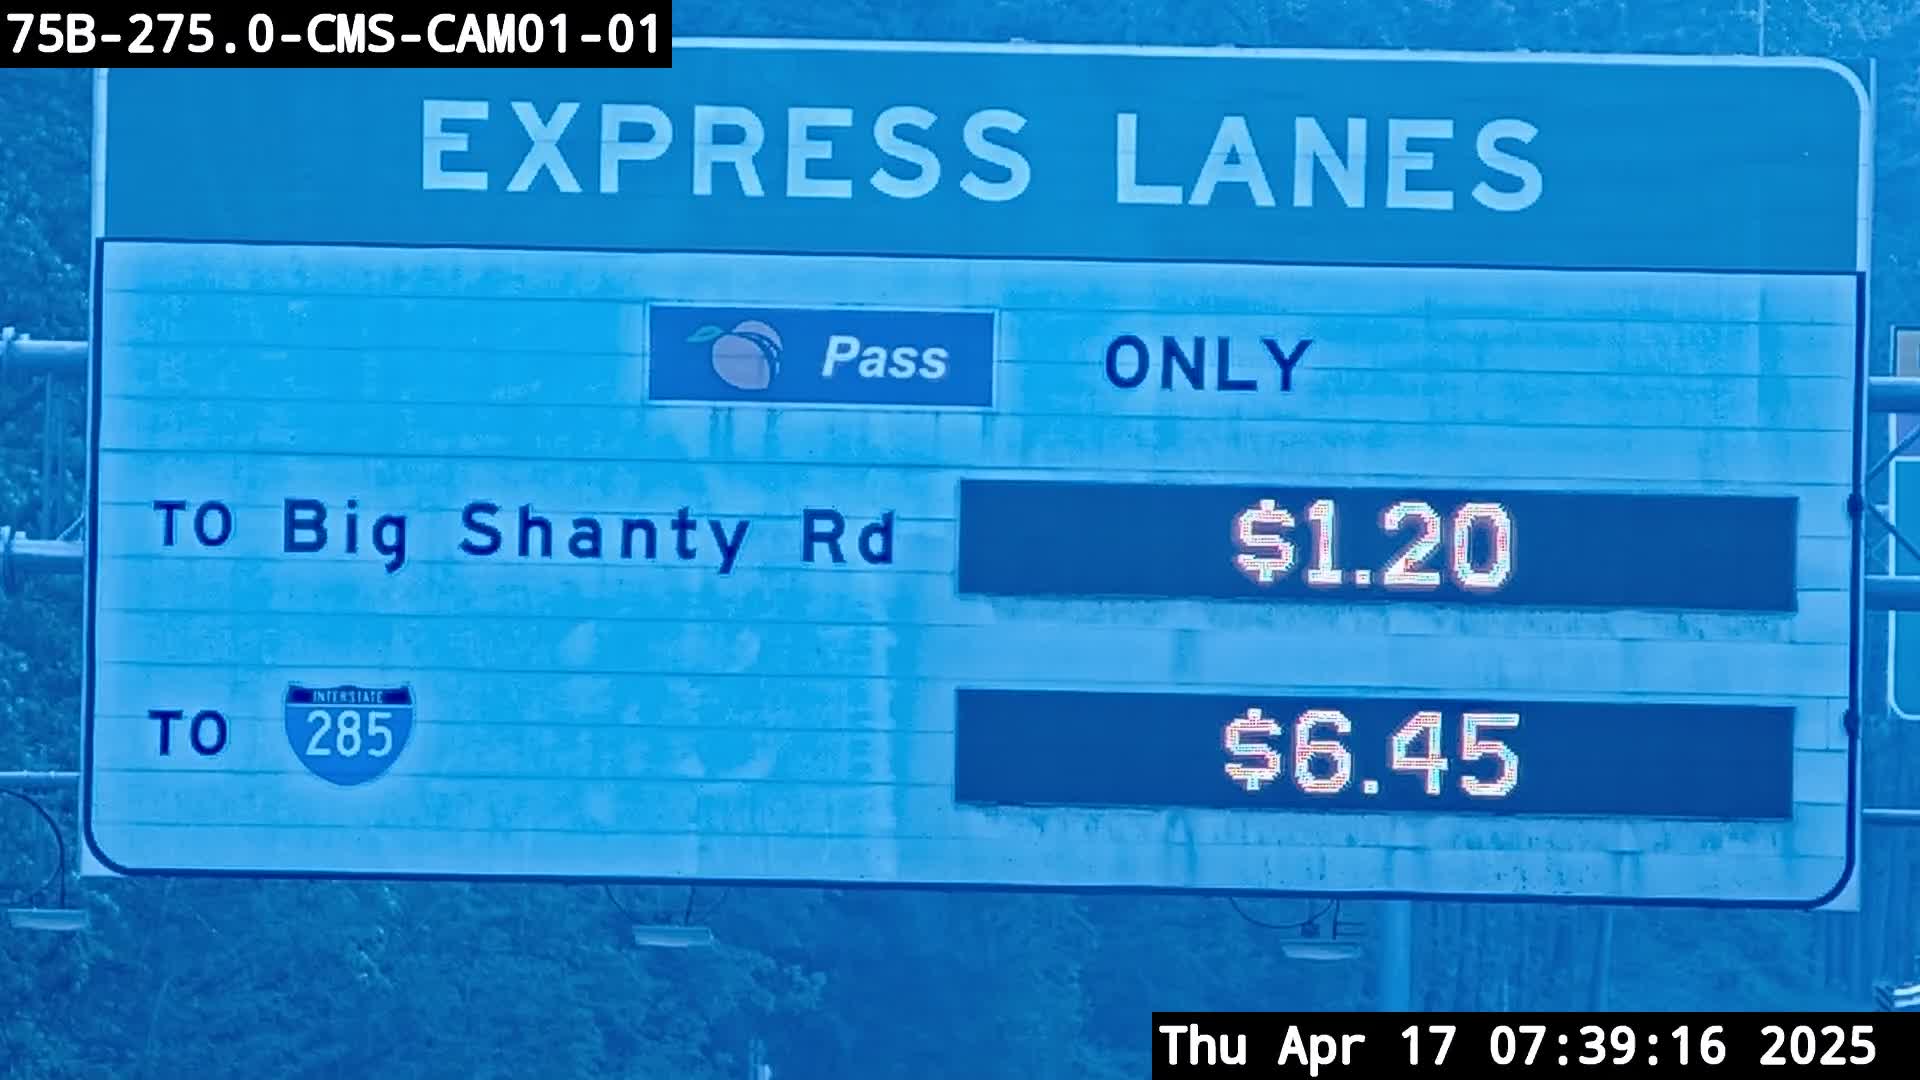 75B-275.0-CMS-CAM01-01
EXPRESS LANES
Pass ONLY
TO Big Shanty Rd $1.20
INTERSTATE
TO 285 $6.45
Thu Apr 17 07:39:16 2025